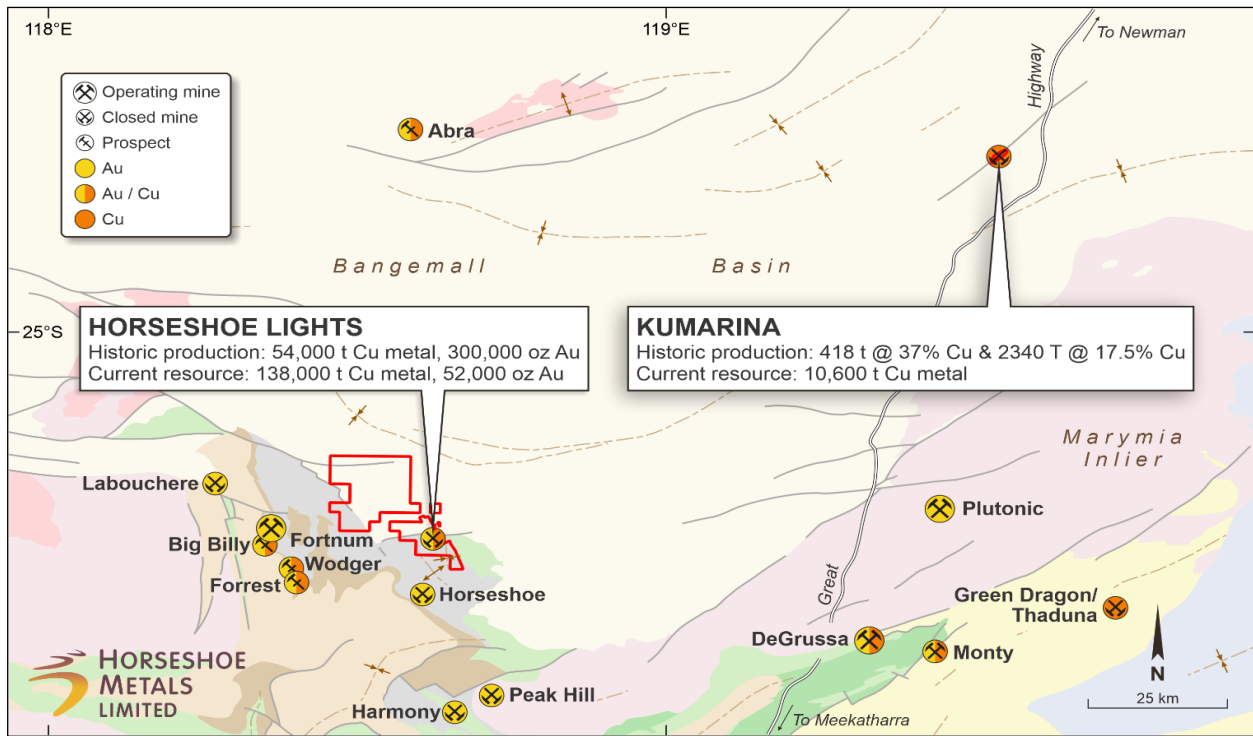 118°E
119°E
To Newman
Highway
Operating mine
Closed mine
Prospect
Au
Au / Cu
Cu
Abra
Bangemall Basin
25°S
HORSESHOE LIGHTS
Historic production: 54,000 t Cu metal, 300,000 oz Au
Current resource: 138,000 t Cu metal, 52,000 oz Au
KUMARINA
Historic production: 418 t @ 37% Cu & 2340 T @ 17.5% Cu
Current resource: 10,600 t Cu metal
Marymia
Inlier
Labouchere
Plutonic
Fortnum
Big Billy
Wodger
Forrest
Horseshoe
Great
Green Dragon/
Thaduna
DeGrussa
Monty
N
25 km
HORSESHOE
METALS
LIMITED
Peak Hill
Harmony
To Meekatharra